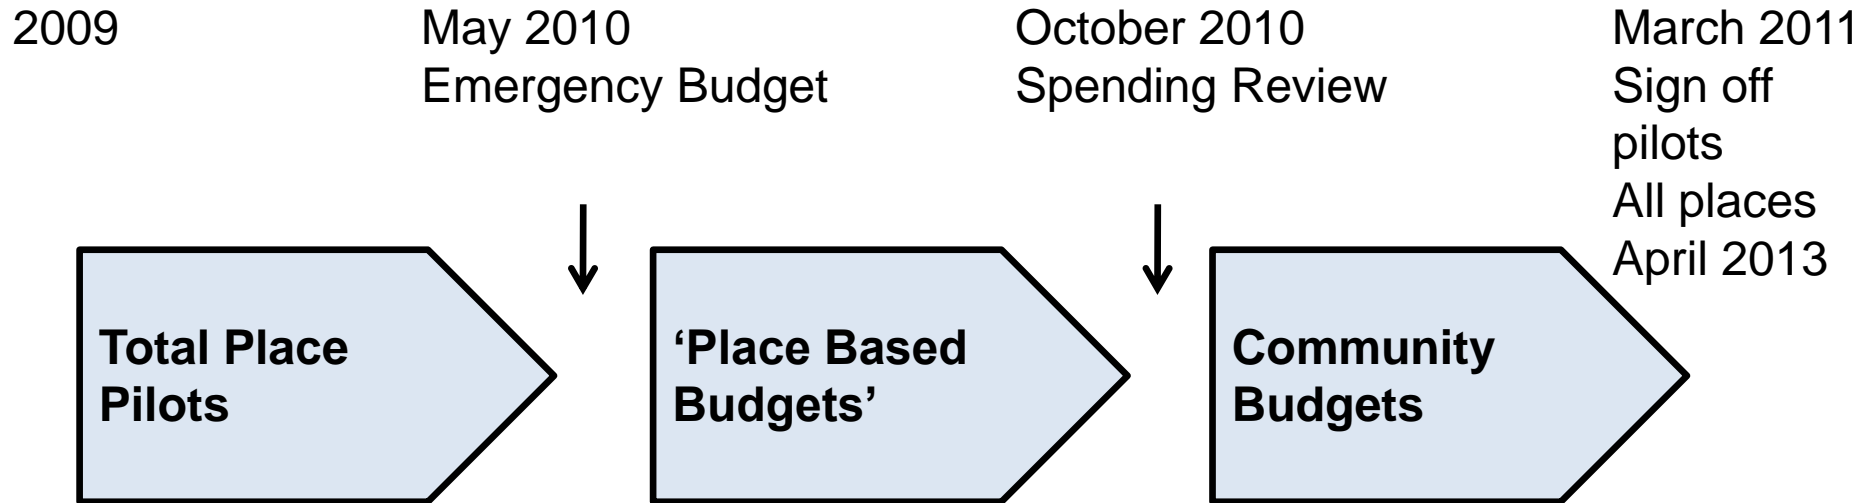 2009
May 2010
Emergency Budget
October 2010
Spending Review
March 2011
Sign off
pilots
All places
April 2013
Total Place
Pilots
‘Place Based
Budgets’
Community
Budgets